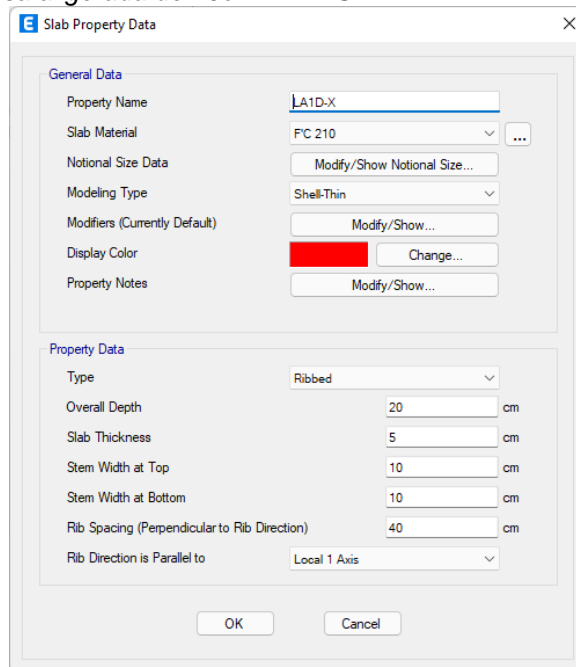 Slab Property Data
General Data
Property Name LA1D-X
Slab Material F'C 210 ...
Notional Size Data Modify/Show Notional Size...
Modeling Type Shell-Thin
Modifiers (Currently Default) Modify/Show...
Display Color Change...
Property Notes Modify/Show...
Property Data
Type Ribbed
Overall Depth 20 cm
Slab Thickness 5 cm
Stem Width at Top 10 cm
Stem Width at Bottom 10 cm
Rib Spacing (Perpendicular to Rib Direction) 40 cm
Rib Direction is Parallel to Local 1 Axis
OK Cancel